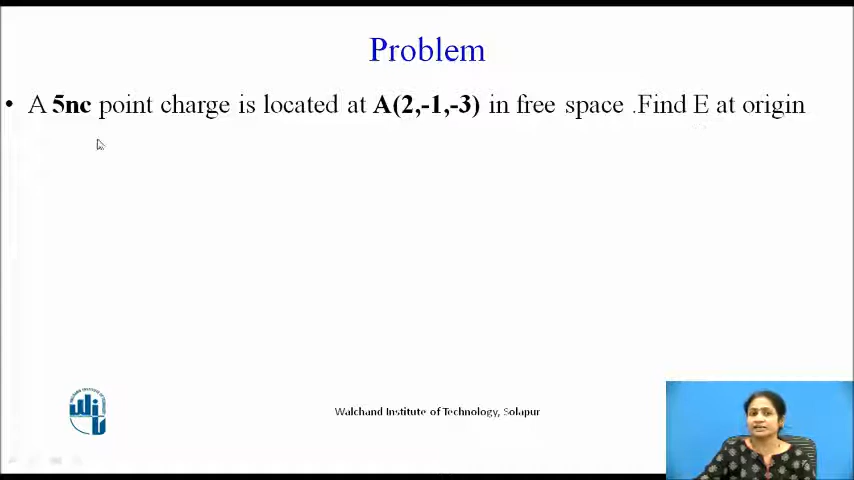 Problem
• A 5nc point charge is located at A(2,-1,-3) in free space .Find E at origin
Walchand Institute of Technology, Solapur